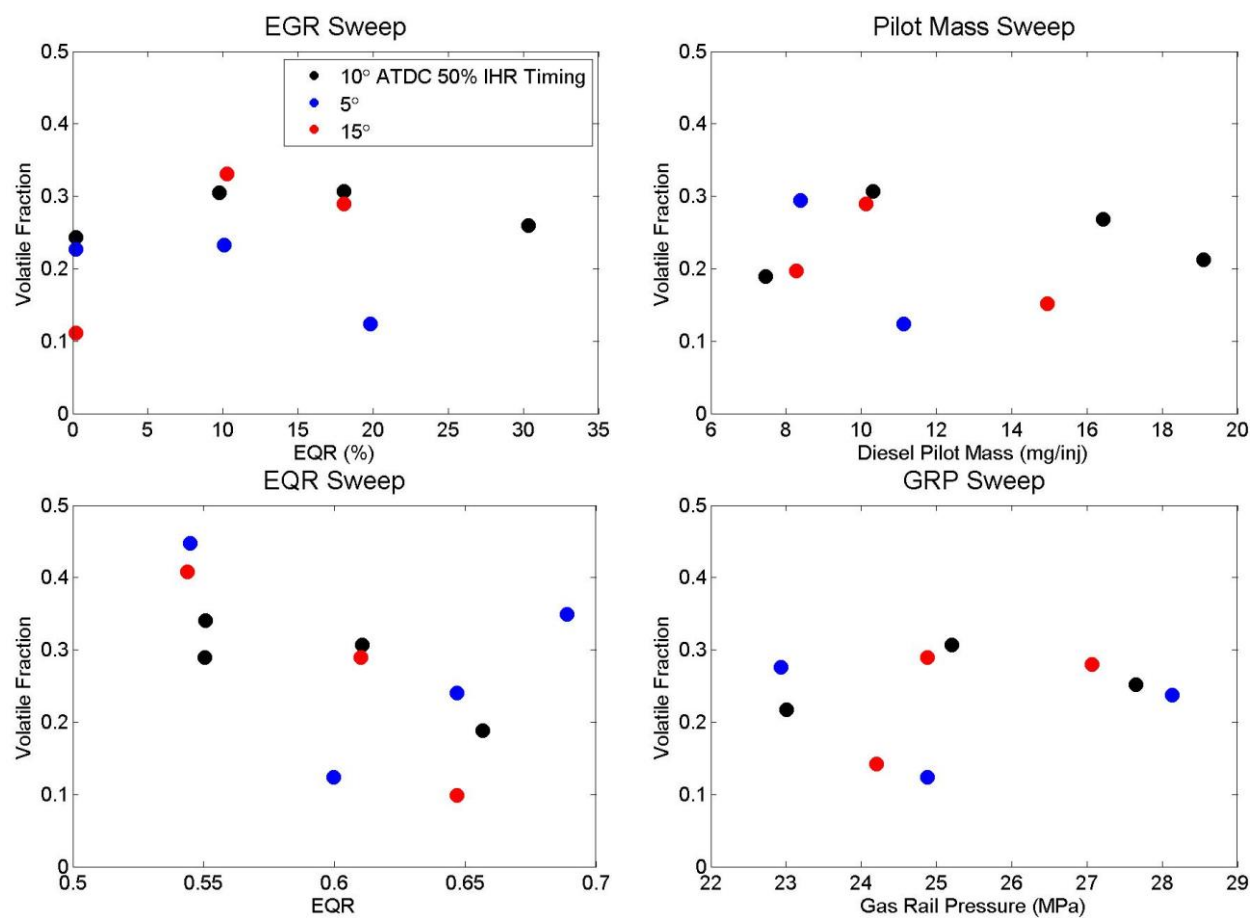 EGR Sweep
0.5
0.4
0.3
0.2
0.1
0
Volatile Fraction
10° ATDC 50% IHR Timing
5°
15°
0 5 10 15 20 25 30 35
EQR (%)
Pilot Mass Sweep
0.5
0.4
0.3
0.2
0.1
0
Volatile Fraction
6 8 10 12 14 16 18 20
Diesel Pilot Mass (mg/inj)
EQR Sweep
0.5
0.4
0.3
0.2
0.1
0
Volatile Fraction
0.5 0.55 0.6 0.65 0.7
EQR
GRP Sweep
0.5
0.4
0.3
0.2
0.1
0
Volatile Fraction
22 23 24 25 26 27 28 29
Gas Rail Pressure (MPa)